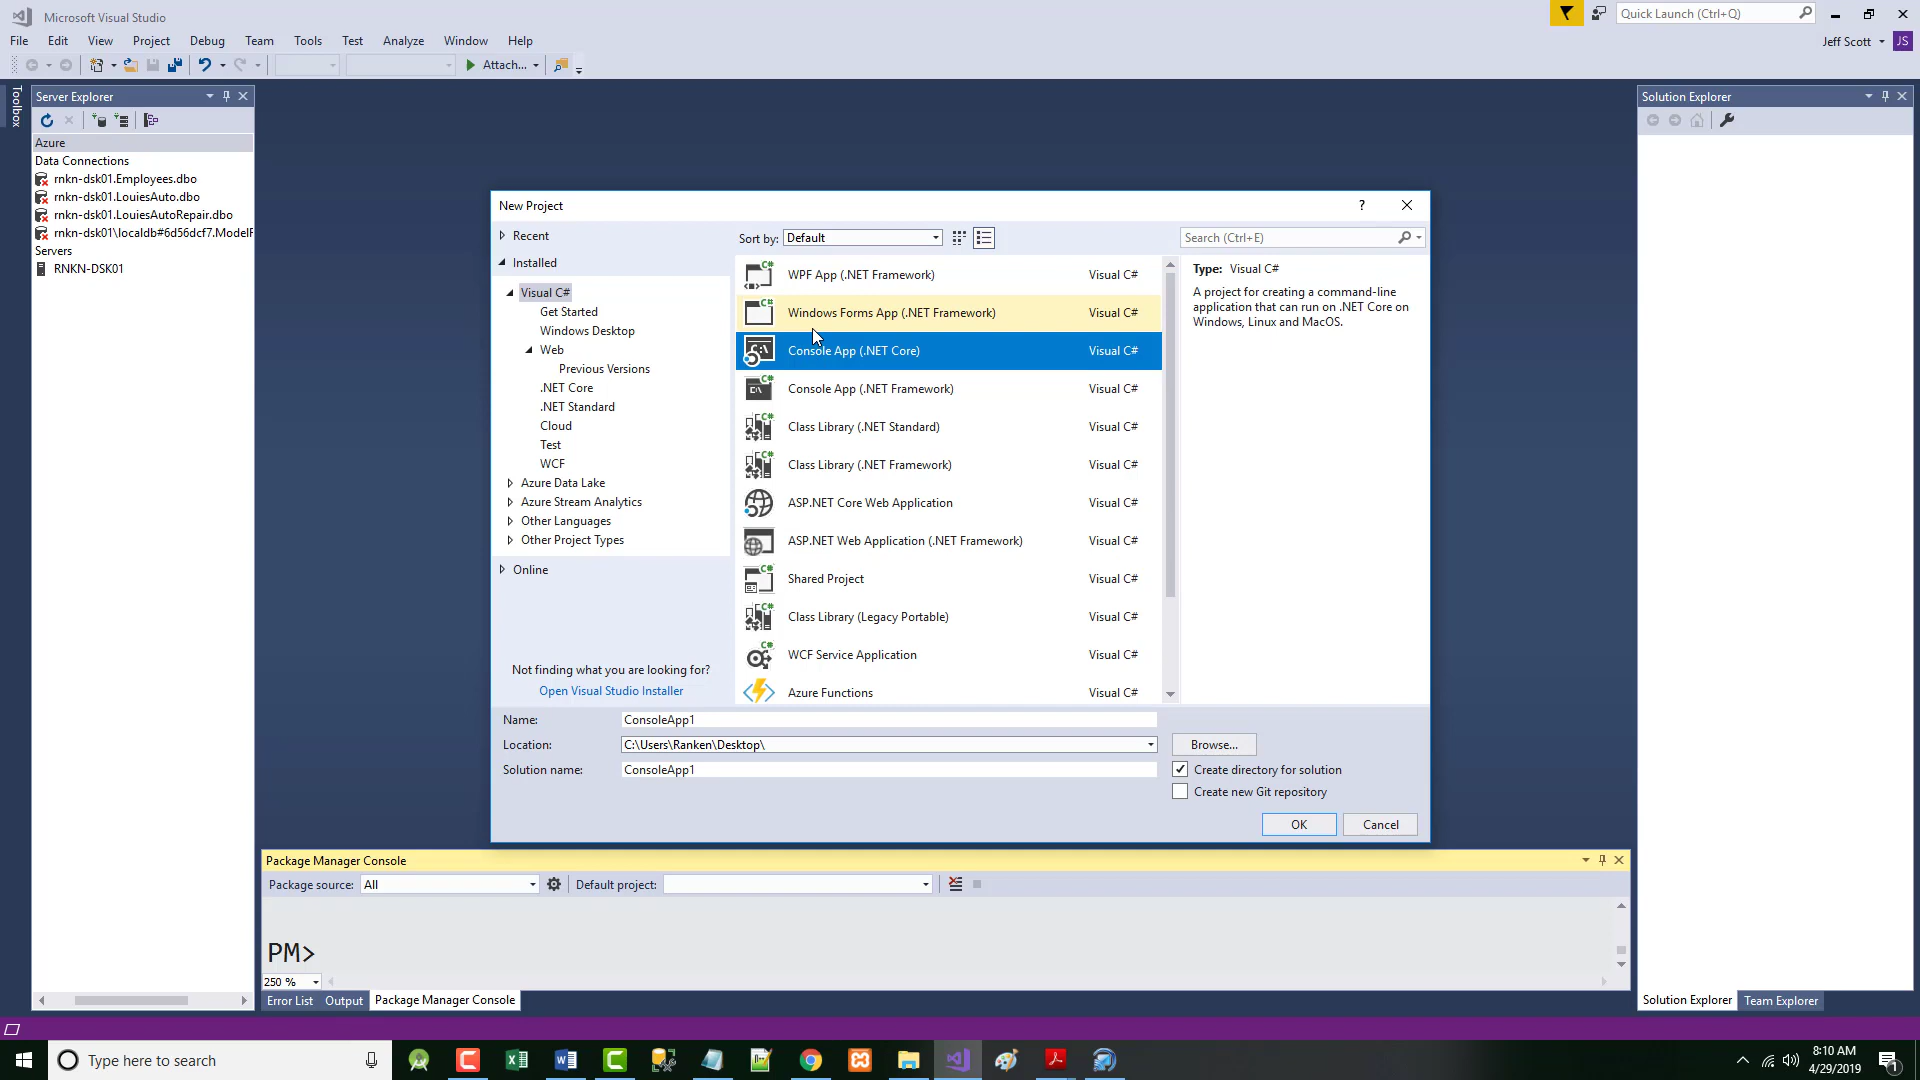 Microsoft Visual Studio
Quick Launch (Ctrl+Q)
File Edit View Project Debug Team Tools Test Analyze Window Help
Jeff Scott
JS
Attach...
Toolbox
Server Explorer
Azure
Data Connections
rnkn-dsk01.Employees.dbo
rnkn-dsk01.LouiesAuto.dbo
rnkn-dsk01.LouiesAutoRepair.dbo
rnkn-dsk01\localdb#6d56dcf7.ModelF
Servers
RNKN-DSK01
New Project
?
Recent
Installed
Visual C#
Get Started
Windows Desktop
Web
Previous Versions
.NET Core
.NET Standard
Cloud
Test
WCF
Azure Data Lake
Azure Stream Analytics
Other Languages
Other Project Types
Online
Not finding what you are looking for?
Open Visual Studio Installer
Sort by: Default
Search (Ctrl+E)
WPF App (.NET Framework) Visual C#
Windows Forms App (.NET Framework) Visual C#
Console App (.NET Core) Visual C#
Console App (.NET Framework) Visual C#
Class Library (.NET Standard) Visual C#
Class Library (.NET Framework) Visual C#
ASP.NET Core Web Application Visual C#
ASP.NET Web Application (.NET Framework) Visual C#
Shared Project Visual C#
Class Library (Legacy Portable) Visual C#
WCF Service Application Visual C#
Azure Functions Visual C#
Type: Visual C#
A project for creating a command-line
application that can run on .NET Core on
Windows, Linux and MacOS.
Name: ConsoleApp1
Location: C:\Users\Ranken\Desktop\
Browse...
Solution name: ConsoleApp1
Create directory for solution
Create new Git repository
OK Cancel
Package Manager Console
Package source: All
Default project:
PM>
250 %
Error List Output Package Manager Console
Solution Explorer
Solution Explorer Team Explorer
Type here to search
8:10 AM
4/29/2019
1